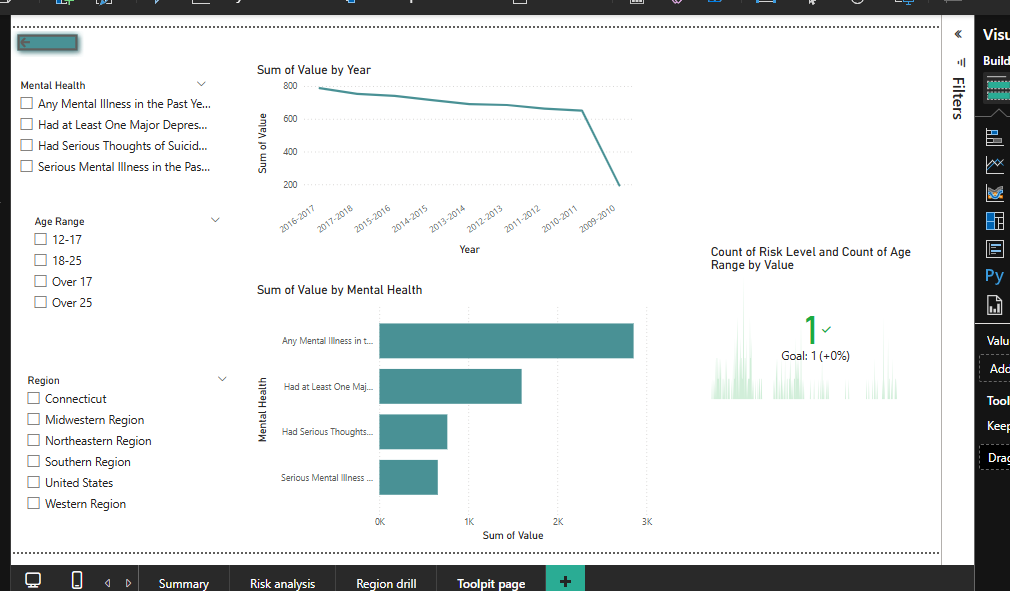 Mental Health
Any Mental Illness in the Past Ye...
Had at Least One Major Depres...
Had Serious Thoughts of Suicid...
Serious Mental Illness in the Pas...
Age Range
12-17
18-25
Over 17
Over 25
Region
Connecticut
Midwestern Region
Northeastern Region
Southern Region
United States
Western Region
Sum of Value by Year
Sum of Value
800
600
400
200
2016-2017
2017-2018
2015-2016
2014-2015
2013-2014
2012-2013
2011-2012
2010-2011
2009-2010
Year
Sum of Value by Mental Health
Mental Health
Any Mental Illness in t...
Had at Least One Maj...
Had Serious Thoughts...
Serious Mental Illness ...
0K
1K
2K
3K
Sum of Value
Count of Risk Level and Count of Age
Range by Value
1
Goal: 1 (+0%)
Filters
Visu
Build
Py
Valu
Add
Tool
Keep
Drag
Summary
Risk analysis
Region drill
Toolpit page